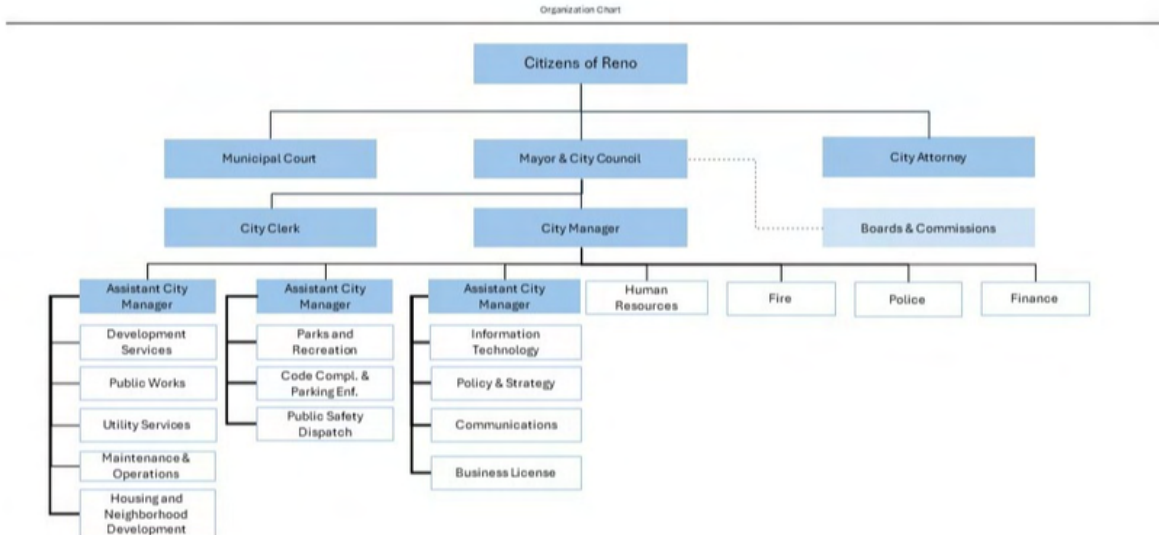 Organization Chart
Citizens of Reno
Municipal Court
Mayor & City Council
City Attorney
City Clerk
City Manager
Boards & Commissions
Assistant City
Manager
Assistant City
Manager
Assistant City
Manager
Human
Resources
Fire
Police
Finance
Development
Services
Public Works
Utility Services
Maintenance &
Operations
Housing and
Neighborhood
Development
Parks and
Recreation
Code Compl. &
Parking Enf.
Public Safety
Dispatch
Information
Technology
Policy & Strategy
Communications
Business License